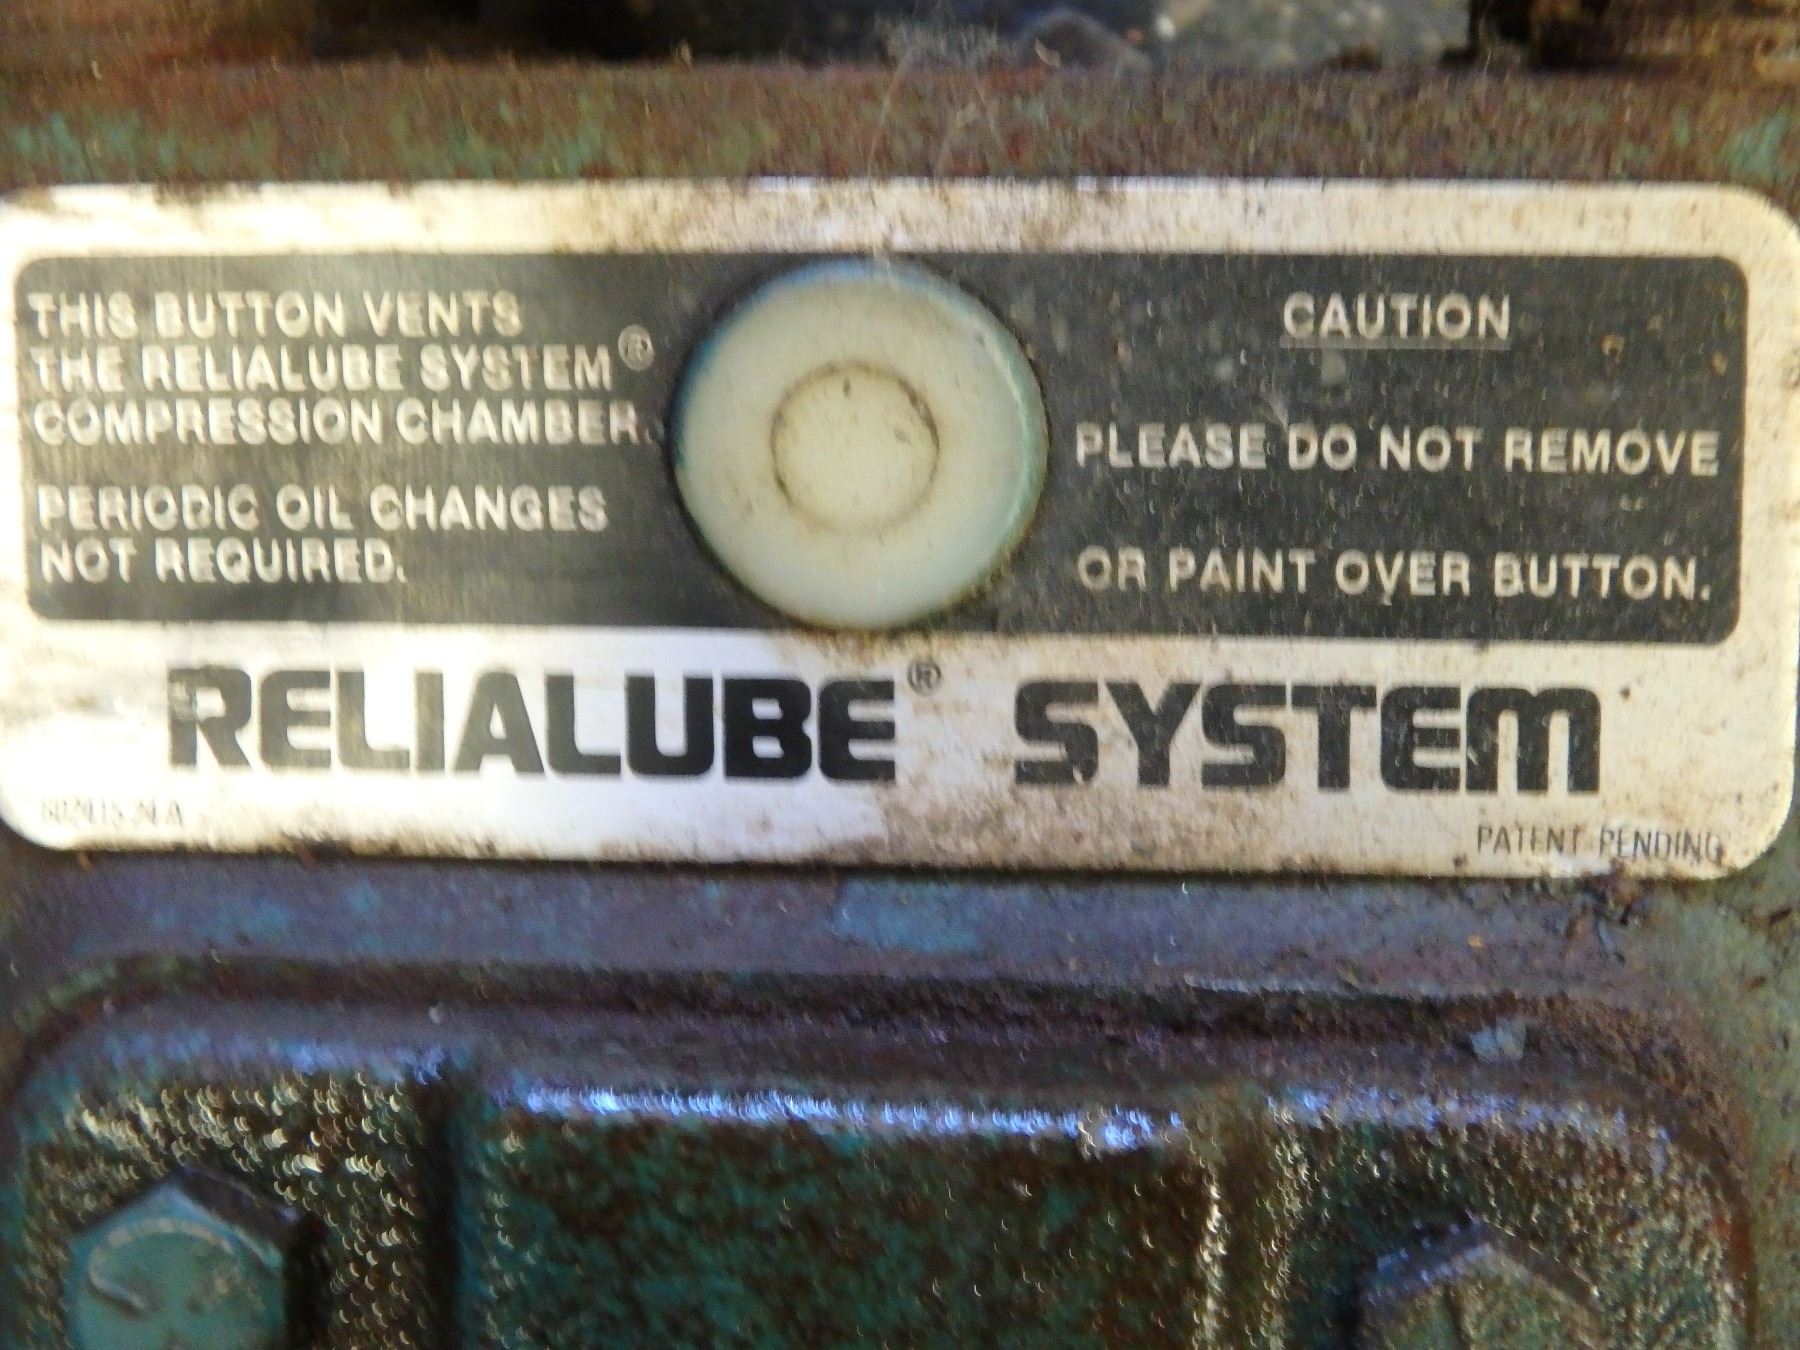 THIS BUTTON VENTS
THE RELIALUBE SYSTEM®
COMPRESSION CHAMBER.
PERIODIC OIL CHANGES
NOT REQUIRED.
CAUTION
PLEASE DO NOT REMOVE
OR PAINT OVER BUTTON.
RELIALUBE® SYSTEM
PATENT PENDING